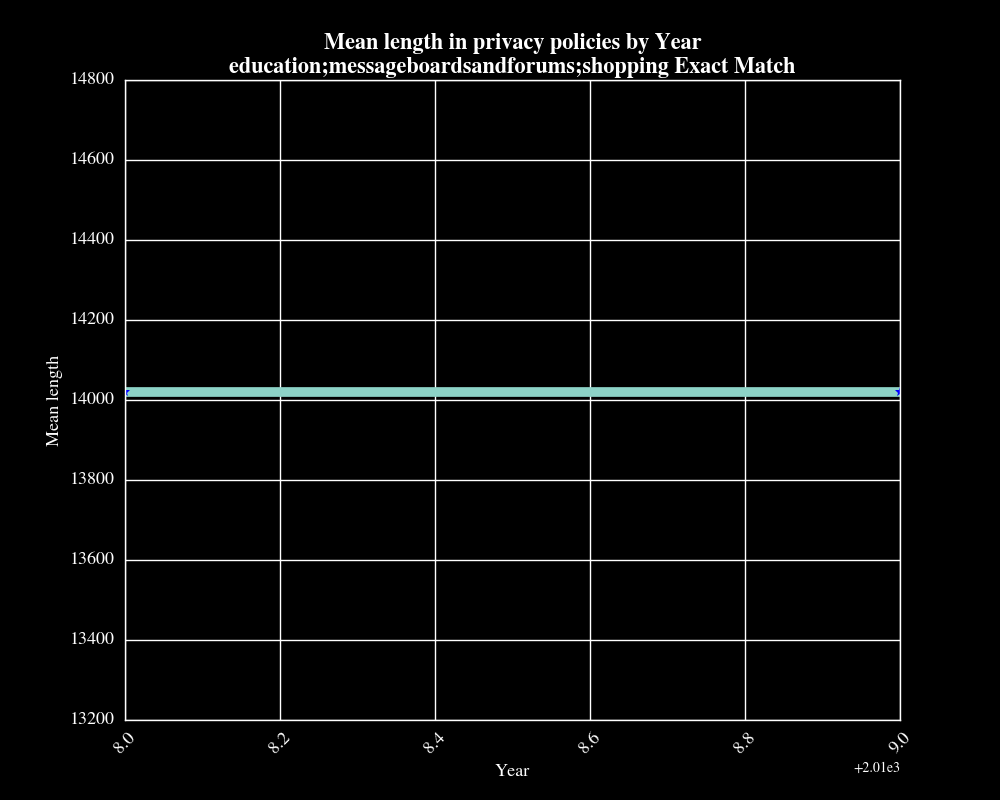 Mean length in privacy policies by Year
education;messageboardsandforums;shopping Exact Match
14800
14600
14400
14200
14000
13800
13600
13400
13200
Mean length
8.0 8.2 8.4 8.6 8.8 9.0
Year
+2.01e3